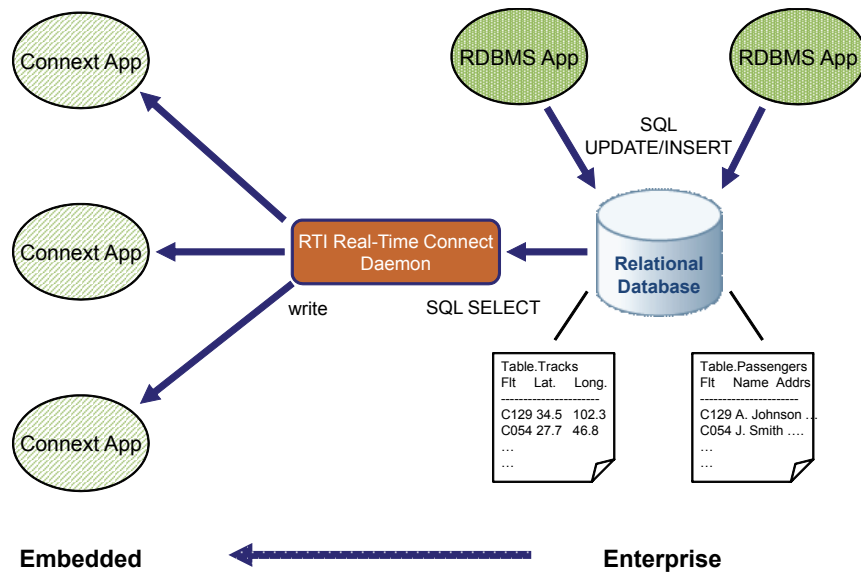 Connext App
RDBMS App
RDBMS App
SQL
UPDATE/INSERT
Connext App
RTI Real-Time Connect
Daemon
Relational
Database
write
SQL SELECT
Table.Tracks
Flt Lat. Long.
----------------------
C129 34.5 102.3
C054 27.7 46.8
…
…
Table.Passengers
Flt Name Addrs
----------------------
C129 A. Johnson …
C054 J. Smith ….
…
…
Connext App
Embedded
Enterprise